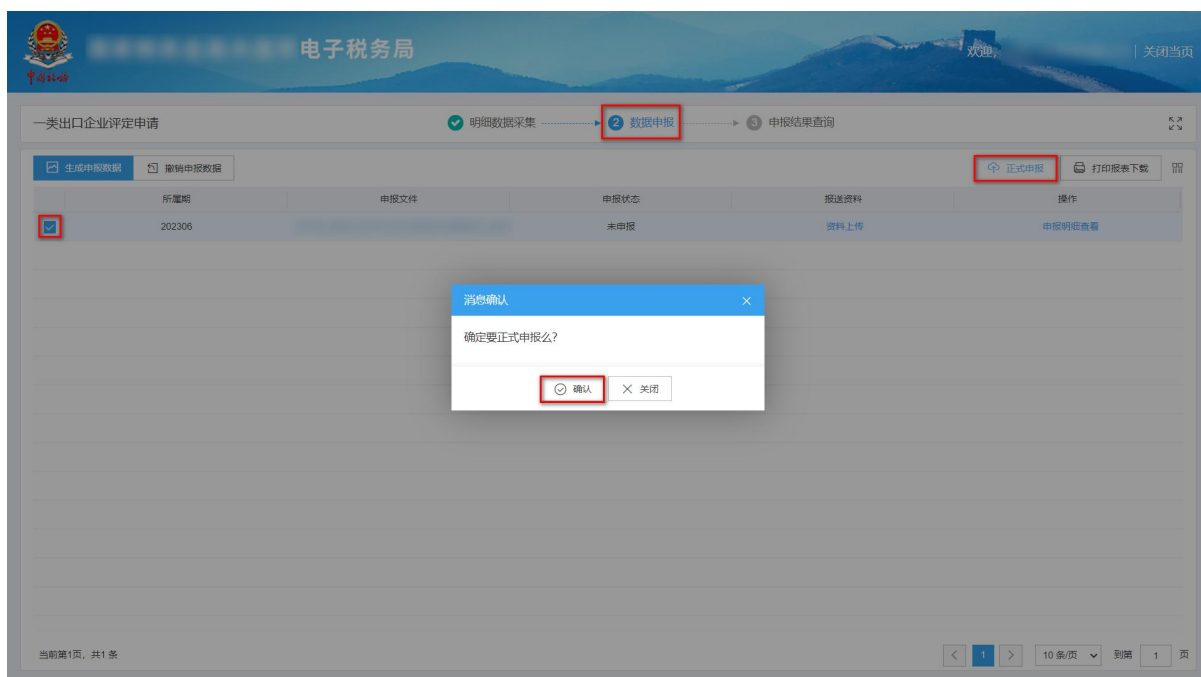 电子税务局
欢迎,
关闭当页
中国税务
一类出口企业评定申请
明细数据采集
2 数据申报
3 申报结果查询
生成申报数据
撤销申报数据
正式申报
打印报表下载
所属期 申报文件 申报状态 报送资料 操作
202306 未申报 资料上传 申报明细查看
消息确认
确定要正式申报么?
确认
关闭
当前第1页, 共1条
1
10 条/页
到第 1 页